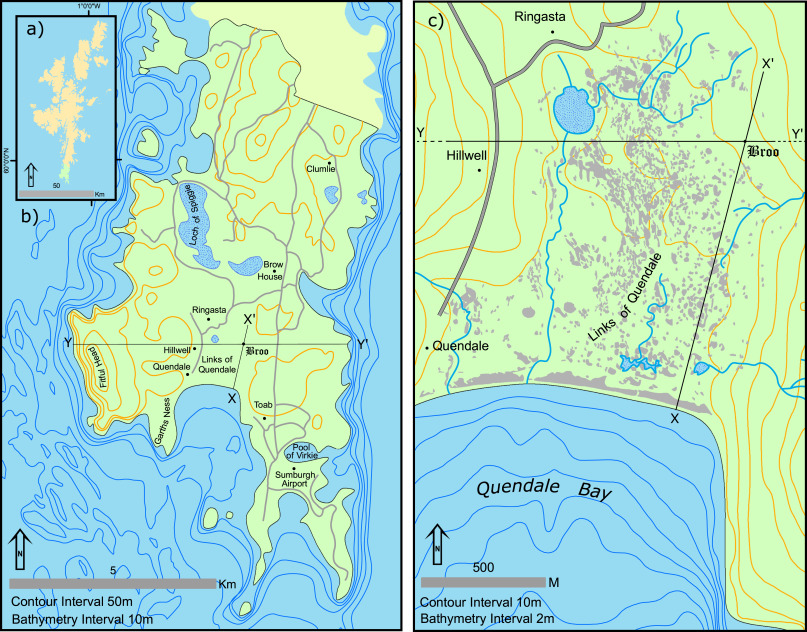 a)
1°0'0"W
60°0'0"N
N
50
Km
b)
Clumlie
Loch of Spiggie
Brow
House
Ringasta
X'
Y
Y'
Fitful Head
Hillwell
Links of
Quendale
Broo
Quendale
X
Garths Ness
Toab
Pool
of Virkie
Sumburgh
Airport
N
5
Km
Contour Interval 50m
Bathymetry Interval 10m
c)
Ringasta
X'
Y
Y'
Hillwell
Broo
Links of Quendale
Quendale
X
Quendale Bay
N
500
M
Contour Interval 10m
Bathymetry Interval 2m